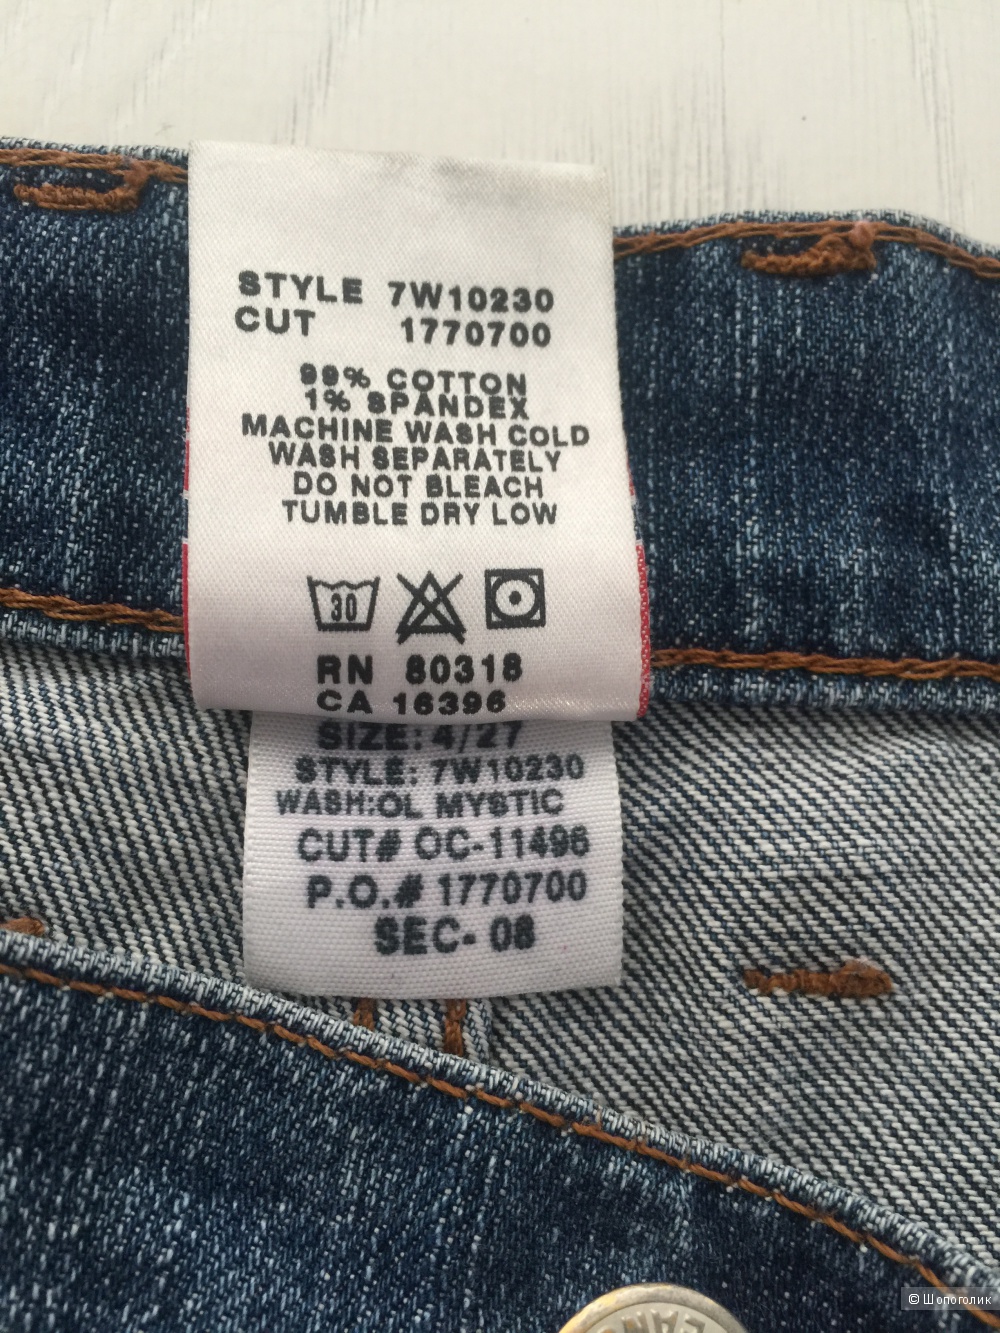 STYLE 7W10230
CUT 1770700
99% COTTON
1% SPANDEX
MACHINE WASH COLD
WASH SEPARATELY
DO NOT BLEACH
TUMBLE DRY LOW
30
RN 80318
CA 16396
SIZE: 4/27
STYLE: 7W10230
WASH:OL MYSTIC
CUT# OC-11496
P.O.# 1770700
SEC- 08
© Шопоголик